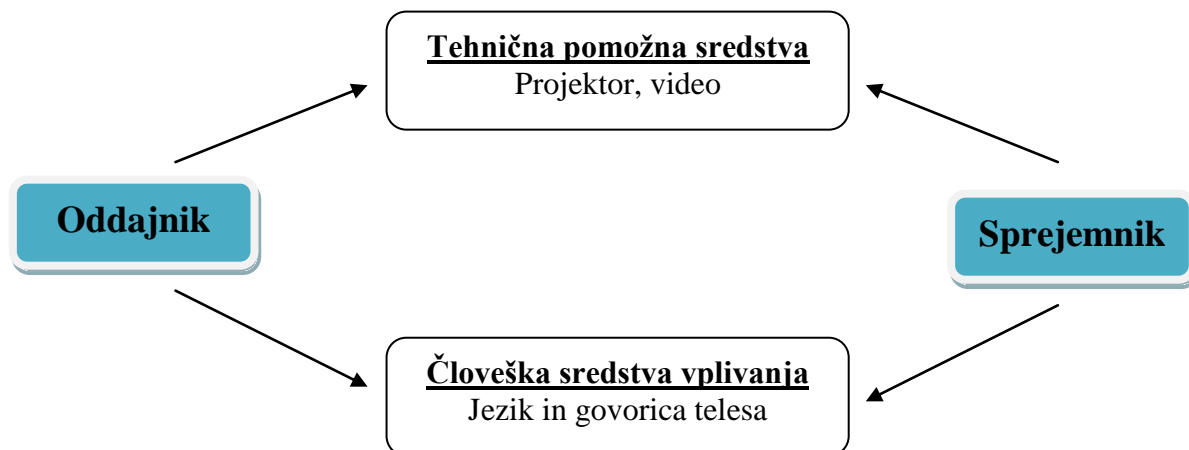 Tehnična pomožna sredstva
Projektor, video
Oddajnik
Sprejemnik
Človeška sredstva vplivanja
Jezik in govorica telesa